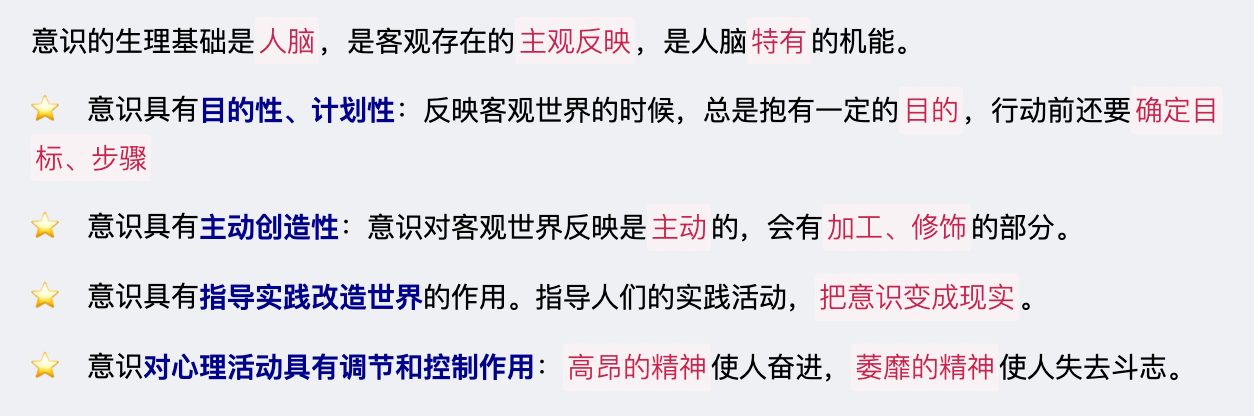 意识的生理基础是人脑，是客观存在的主观反映，是人脑特有的机能。
⭐ 意识具有目的性、计划性：反映客观世界的时候，总是抱有一定的目的，行动前还要确定目
标、步骤
⭐ 意识具有主动创造性：意识对客观世界反映是主动的，会有加工、修饰的部分。
⭐ 意识具有指导实践改造世界的作用。指导人们的实践活动，把意识变成现实。
⭐ 意识对心理活动具有调节和控制作用：高昂的精神使人奋进，萎靡的精神使人失去斗志。